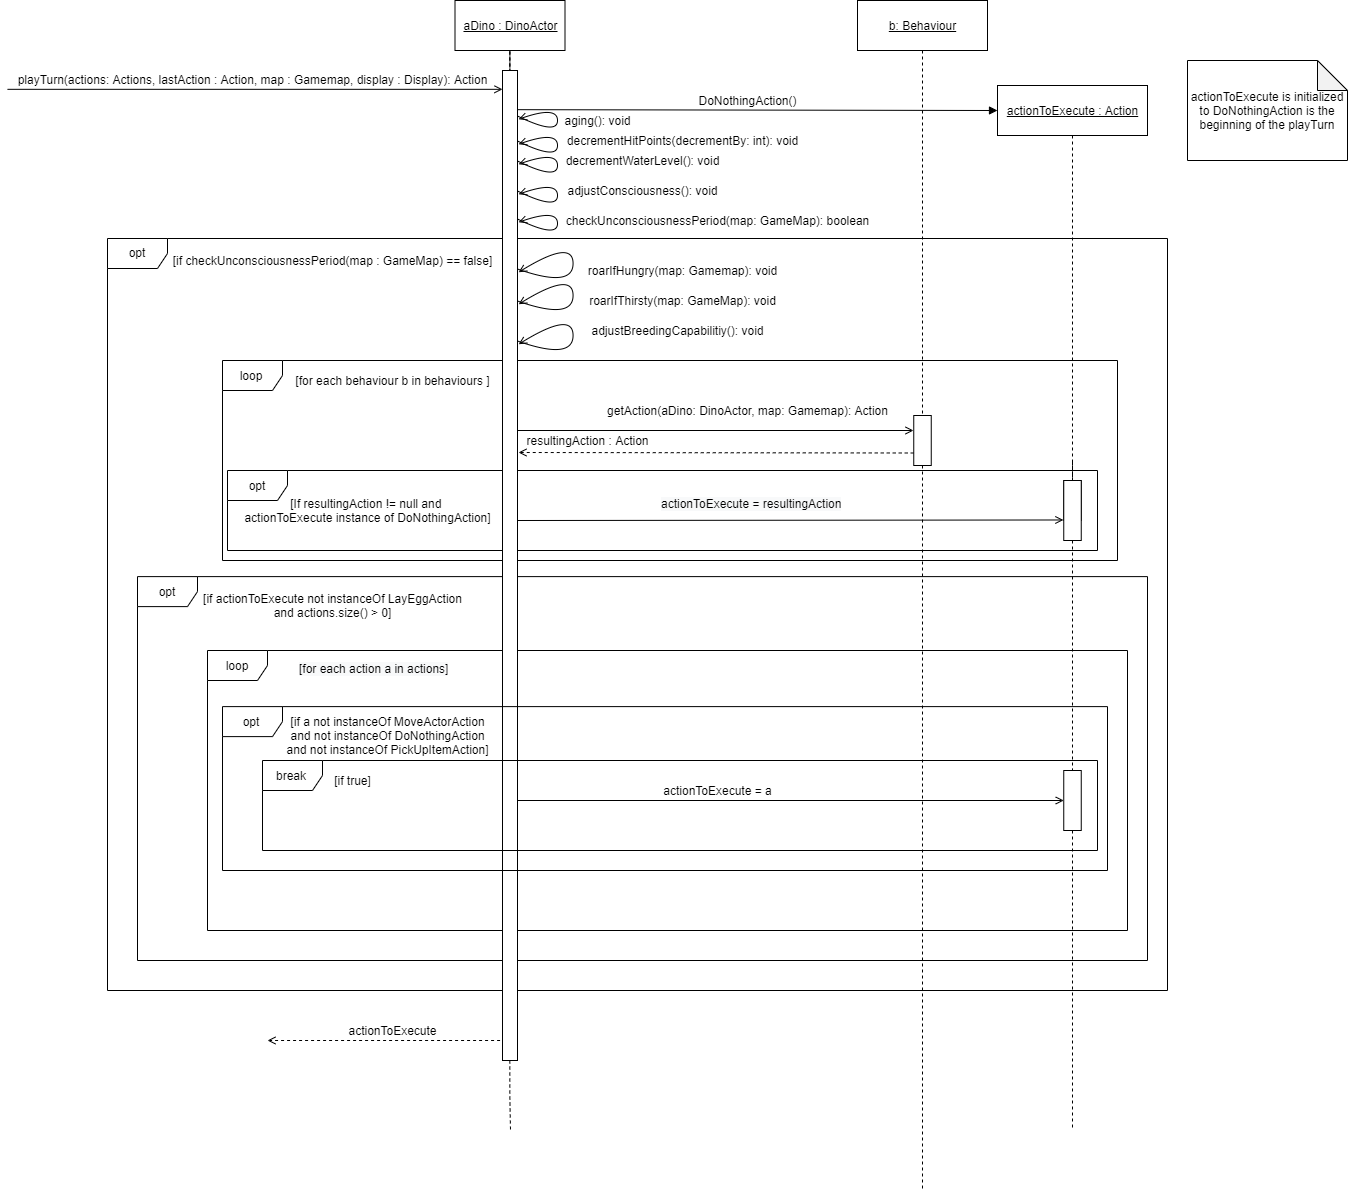 aDino : DinoActor
b: Behaviour
playTurn(actions: Actions, lastAction : Action, map : Gamemap, display : Display): Action
DoNothingAction()
actionToExecute : Action
actionToExecute is initialized
to DoNothingAction is the
beginning of the playTurn
aging(): void
decrementHitPoints(decrementBy: int): void
decrementWaterLevel(): void
adjustConsciousness(): void
checkUnconsciousnessPeriod(map: GameMap): boolean
opt
[if checkUnconsciousnessPeriod(map : GameMap) == false]
roarIfHungry(map: Gamemap): void
roarIfThirsty(map: GameMap): void
adjustBreedingCapabilitiy(): void
loop
[for each behaviour b in behaviours ]
getAction(aDino: DinoActor, map: Gamemap): Action
resultingAction : Action
opt
[If resultingAction != null and
actionToExecute instance of DoNothingAction]
actionToExecute = resultingAction
opt
[if actionToExecute not instanceOf LayEggAction
and actions.size() > 0]
loop
[for each action a in actions]
opt
[if a not instanceOf MoveActorAction
and not instanceOf DoNothingAction
and not instanceOf PickUpItemAction]
break
[if true]
actionToExecute = a
actionToExecute